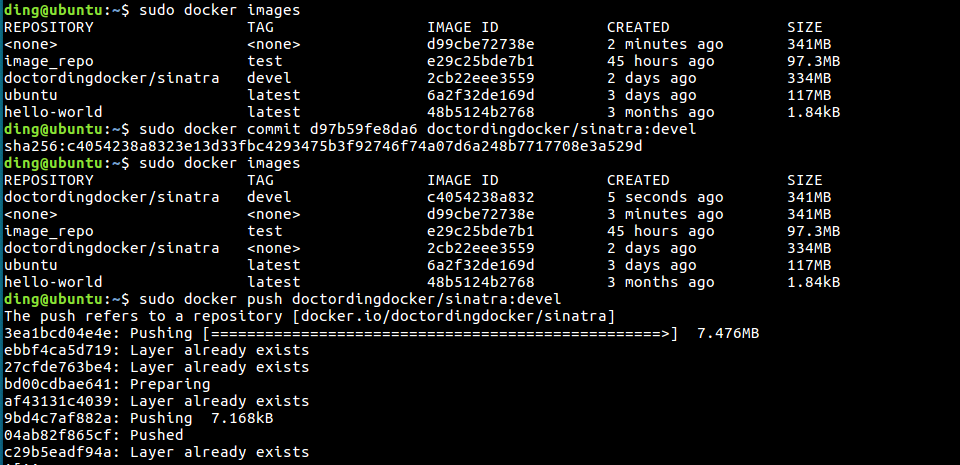 ding@ubuntu:~$ sudo docker images
REPOSITORY TAG IMAGE ID CREATED SIZE
<none> <none> d99cbe72738e 2 minutes ago 341MB
image_repo test e29c25bde7b1 45 hours ago 97.3MB
doctordingdocker/sinatra devel 2cb22eee3559 2 days ago 334MB
ubuntu latest 6a2f32de169d 3 days ago 117MB
hello-world latest 48b5124b2768 3 months ago 1.84kB
ding@ubuntu:~$ sudo docker commit d97b59fe8da6 doctordingdocker/sinatra:devel
sha256:c4054238a8323e13d33fbc4293475b3f92746f74a07d6a248b7717708e3a529d
ding@ubuntu:~$ sudo docker images
REPOSITORY TAG IMAGE ID CREATED SIZE
doctordingdocker/sinatra devel c4054238a832 5 seconds ago 341MB
<none> <none> d99cbe72738e 3 minutes ago 341MB
image_repo test e29c25bde7b1 45 hours ago 97.3MB
doctordingdocker/sinatra <none> 2cb22eee3559 2 days ago 334MB
ubuntu latest 6a2f32de169d 3 days ago 117MB
hello-world latest 48b5124b2768 3 months ago 1.84kB
ding@ubuntu:~$ sudo docker push doctordingdocker/sinatra:devel
The push refers to a repository [docker.io/doctordingdocker/sinatra]
3ea1bcd04e4e: Pushing [==================================================>] 7.476MB
ebbf4ca5d719: Layer already exists
27cfde763be4: Layer already exists
bd00cdbae641: Preparing
af43131c4039: Layer already exists
9bd4c7af882a: Pushing 7.168kB
04ab82f865cf: Pushed
c29b5eadf94a: Layer already exists